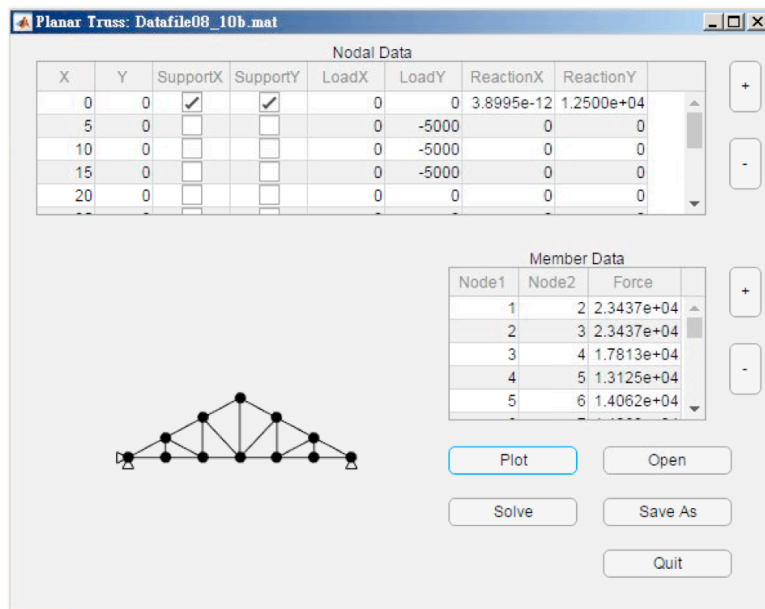 Planar Truss: Datafile08_10b.mat
Nodal Data
X Y SupportX SupportY LoadX LoadY ReactionX ReactionY
0 0 0 0 3.8995e-12 1.2500e+04
5 0 0 -5000 0 0
10 0 0 -5000 0 0
15 0 0 -5000 0 0
20 0 0 0 0 0
+
-
Member Data
Node1 Node2 Force
1 2 2.3437e+04
2 3 2.3437e+04
3 4 1.7813e+04
4 5 1.3125e+04
5 6 1.4062e+04
+
-
Plot Open
Solve Save As
Quit